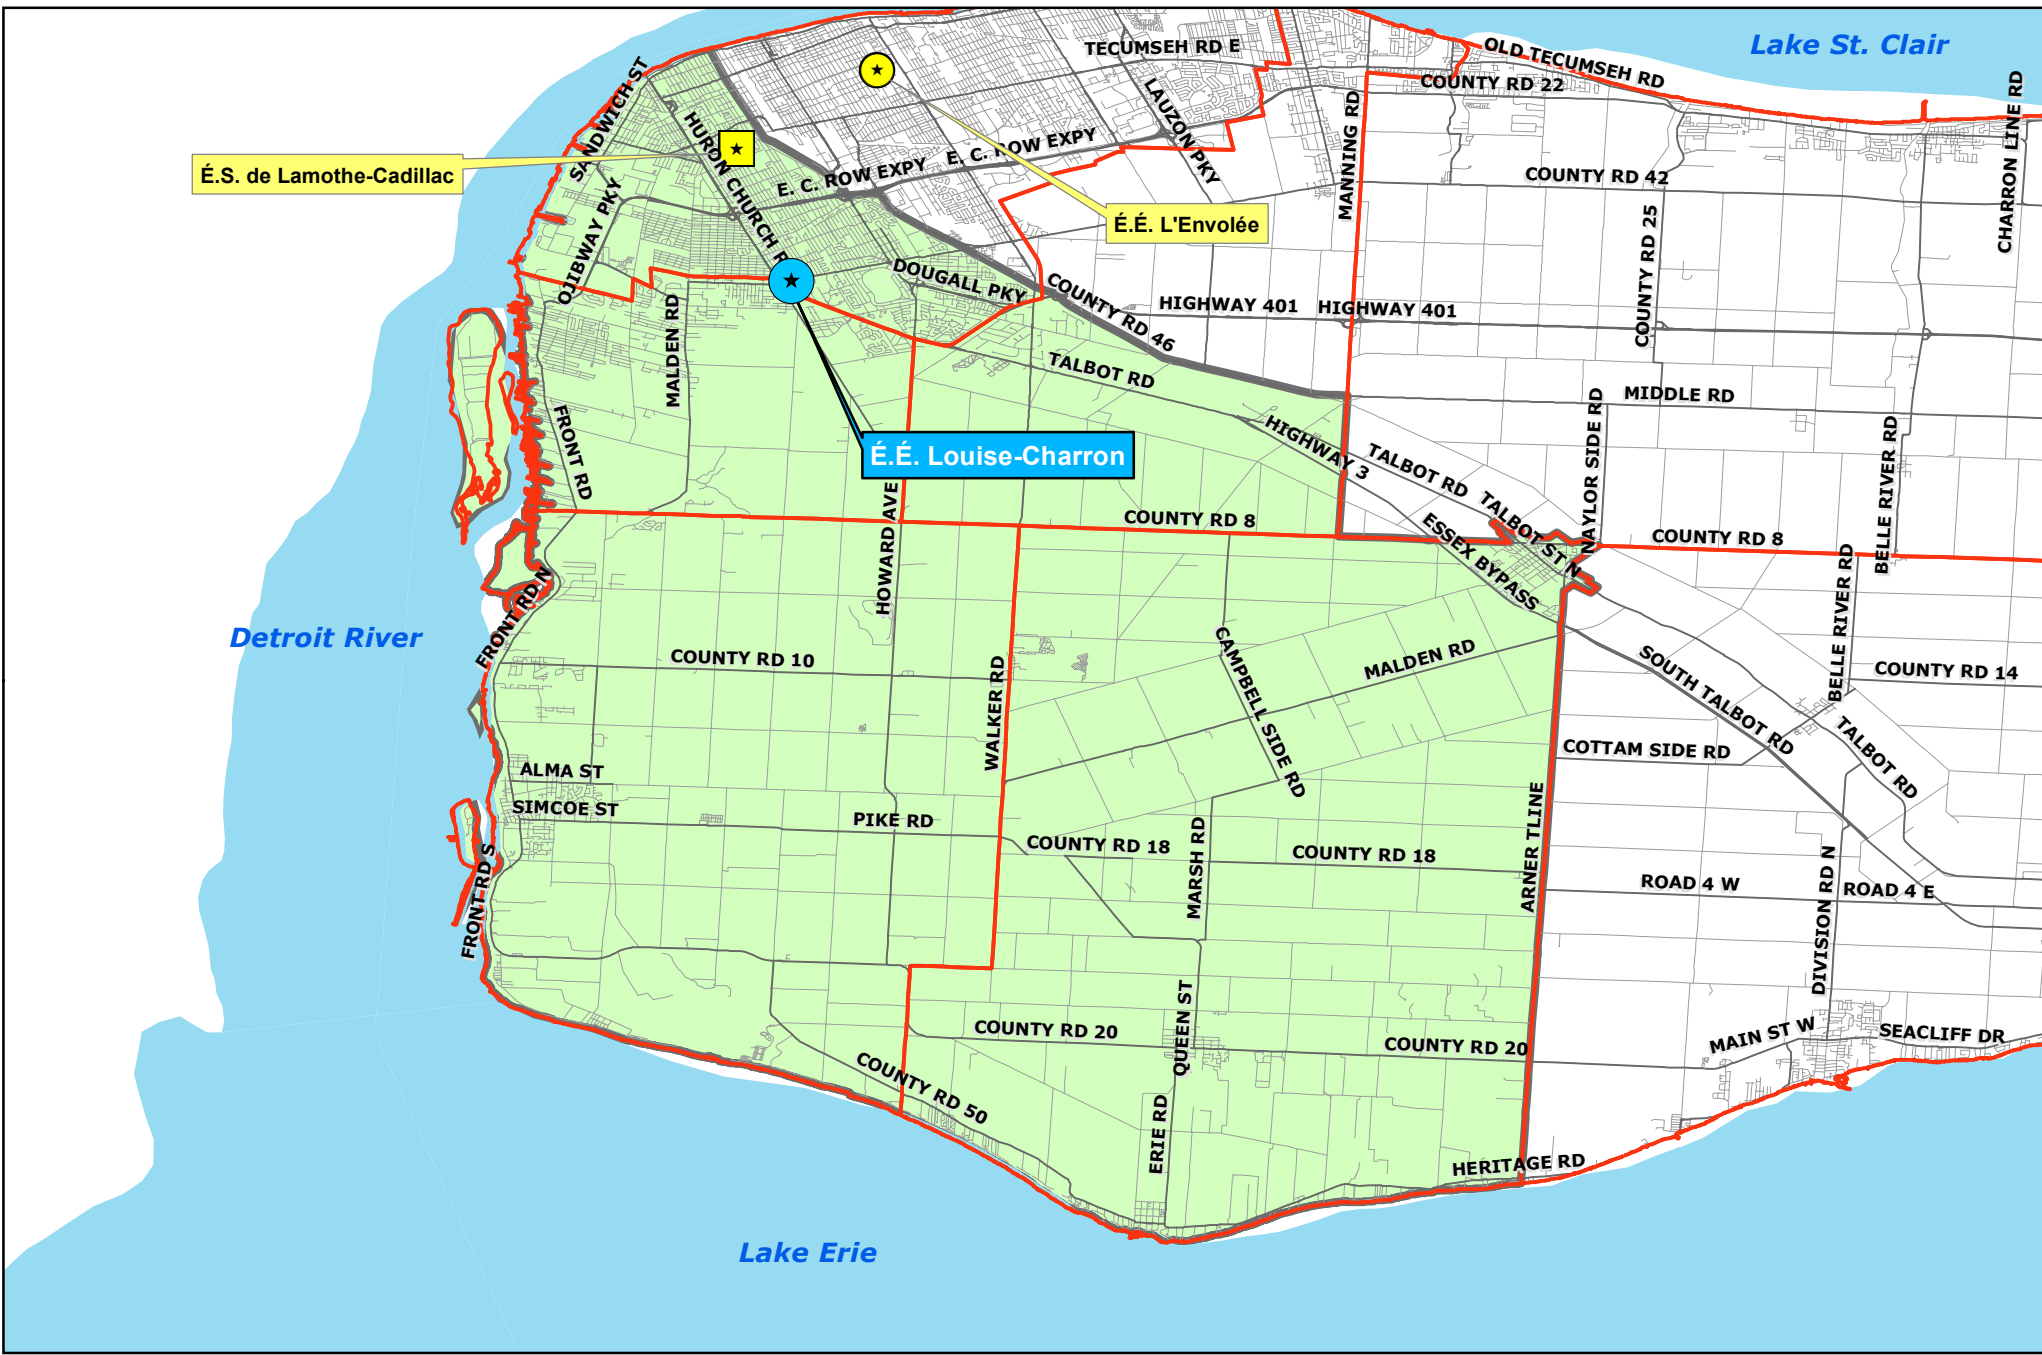 Lake St. Clair
TECUMSEH RD E
OLD TECUMSEH RD
COUNTY RD 22
SANDWICH ST
LAUZON PKY
MANNING RD
CHARRON LINE RD
HURON CHURCH R
E. C. ROW EXPY
E. C. ROW EXPY
É.S. de Lamothe-Cadillac
COUNTY RD 42
OJIBWAY PKY
É.É. L'Envolée
COUNTY RD 25
DOUGALL PKY
COUNTY RD 46
HIGHWAY 401
HIGHWAY 401
MALDEN RD
TALBOT RD
MIDDLE RD
FRONT RD
HIGHWAY 3
TALBOT RD
NAYLOR SIDE RD
BELLE RIVER RD
É.É. Louise-Charron
HOWARD AVE
COUNTY RD 8
ESSEX BYPASS
TALBOT ST N
COUNTY RD 8
FRONT RD N
Detroit River
COUNTY RD 10
WALKER RD
CAMPBELL SIDE RD
MALDEN RD
SOUTH TALBOT RD
BELLE RIVER RD
COUNTY RD 14
COTTAM SIDE RD
TALBOT RD
ALMA ST
SIMCOE ST
PIKE RD
COUNTY RD 18
MARSH RD
COUNTY RD 18
ARNER TLINE
ROAD 4 W
ROAD 4 E
FRONT RD S
DIVISION RD N
COUNTY RD 20
QUEEN ST
COUNTY RD 20
MAIN ST W
SEACLIFF DR
COUNTY RD 50
ERIE RD
HERITAGE RD
Lake Erie